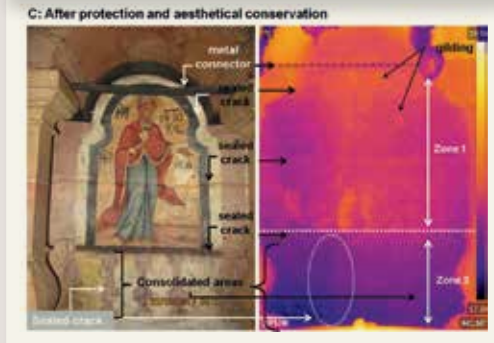 C: After protection and aesthetical conservation
metal
connector
gilding
sealed
crack
Zone 1
sealed
crack
sealed
crack
Consolidated areas
Zone 2
Sealed crack